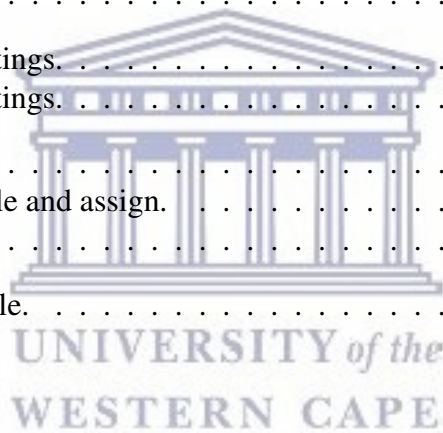 . . . . . . . . . . . . . . . . . . . .
tings. . . . . . . . . . . . . . . . . .
tings. . . . . . . . . . . . . . . . . .
. . . . . . . . . . . . . . . . . . . .
le and assign. . . . . . . . . . . . .
. . . . . . . . . . . . . . . . . . . .
le. . . . . . . . . . . . . . . . . . .
UNIVERSITY of the
WESTERN CAPE